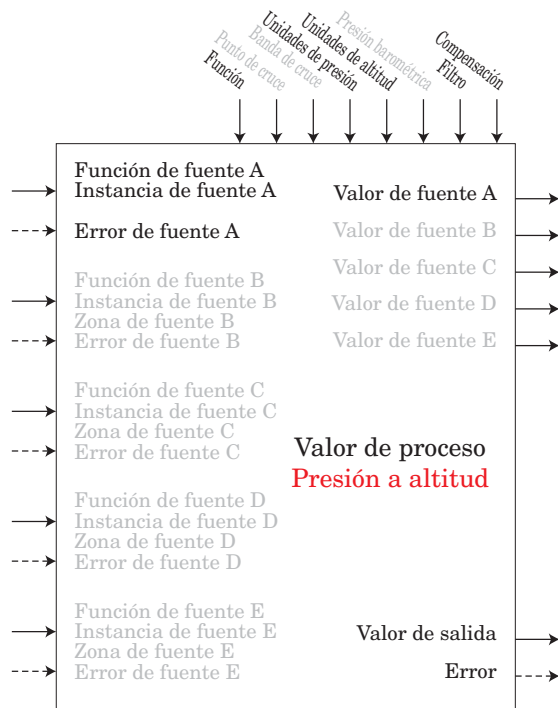 Función
Punto de cruce
Banda de cruce
Unidades de presión
Unidades de altitud
Presión barométrica
Filtro
Compensación
Función de fuente A
Instancia de fuente A
Error de fuente A
Función de fuente B
Instancia de fuente B
Zona de fuente B
Error de fuente B
Función de fuente C
Instancia de fuente C
Zona de fuente C
Error de fuente C
Función de fuente D
Instancia de fuente D
Zona de fuente D
Error de fuente D
Función de fuente E
Instancia de fuente E
Zona de fuente E
Error de fuente E
Valor de fuente A
Valor de fuente B
Valor de fuente C
Valor de fuente D
Valor de fuente E
Valor de proceso
Presión a altitud
Valor de salida
Error